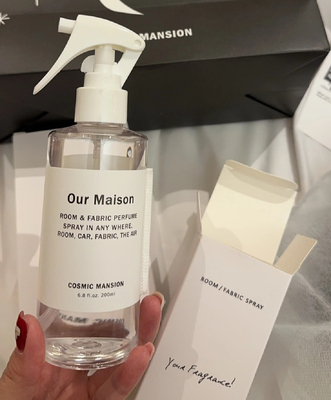 MANSION
Our Maison
ROOM & FABRIC PERFUME
SPRAY IN ANY WHERE,
ROOM, CAR, FABRIC, THE AIR
COSMIC MANSION
6.8 fl oz. 200ml
ROOM / FABRIC SPRAY
Your Fragrance!